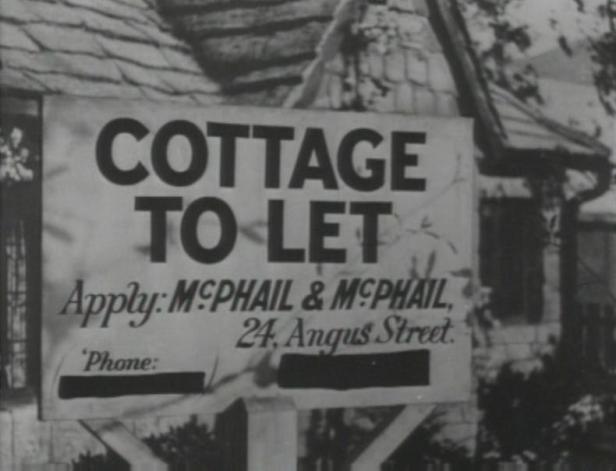 COTTAGE
TO LET
Apply: McPHAIL & McPHAIL,
24, Angus Street.
'Phone: